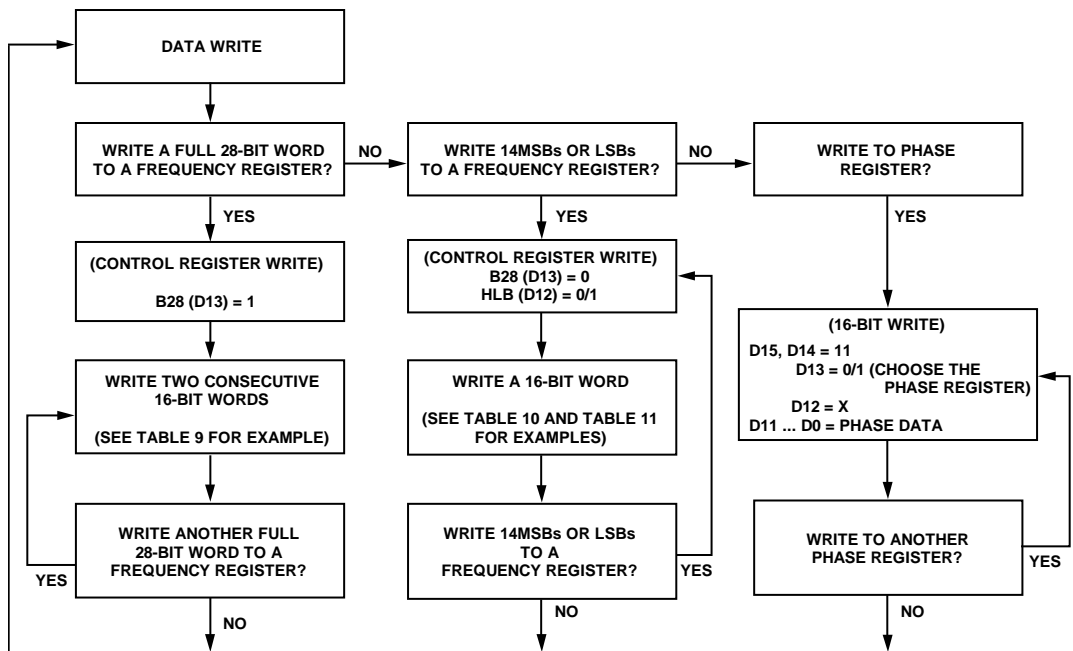 DATA WRITE
WRITE A FULL 28-BIT WORD
TO A FREQUENCY REGISTER?
NO
WRITE 14MSBs OR LSBs
TO A FREQUENCY REGISTER?
NO
WRITE TO PHASE
REGISTER?
YES
YES
YES
(CONTROL REGISTER WRITE)
B28 (D13) = 1
(CONTROL REGISTER WRITE)
B28 (D13) = 0
HLB (D12) = 0/1
(16-BIT WRITE)
D15, D14 = 11
D13 = 0/1 (CHOOSE THE
PHASE REGISTER)
D12 = X
D11 ... D0 = PHASE DATA
WRITE TWO CONSECUTIVE
16-BIT WORDS
(SEE TABLE 9 FOR EXAMPLE)
WRITE A 16-BIT WORD
(SEE TABLE 10 AND TABLE 11
FOR EXAMPLES)
WRITE ANOTHER FULL
28-BIT WORD TO A
FREQUENCY REGISTER?
YES
NO
WRITE 14MSBs OR LSBs
TO A
FREQUENCY REGISTER?
YES
NO
WRITE TO ANOTHER
PHASE REGISTER?
YES
NO